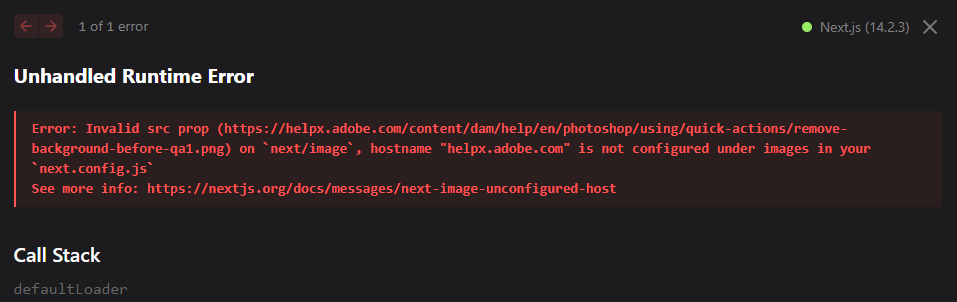 1 of 1 error
Next.js (14.2.3)
Unhandled Runtime Error
Error: Invalid src prop (https://helpx.adobe.com/content/dam/help/en/photoshop/using/quick-actions/remove-
background-before-qa1.png) on `next/image`, hostname "helpx.adobe.com" is not configured under images in your
`next.config.js`
See more info: https://nextjs.org/docs/messages/next-image-unconfigured-host
Call Stack
defaultLoader